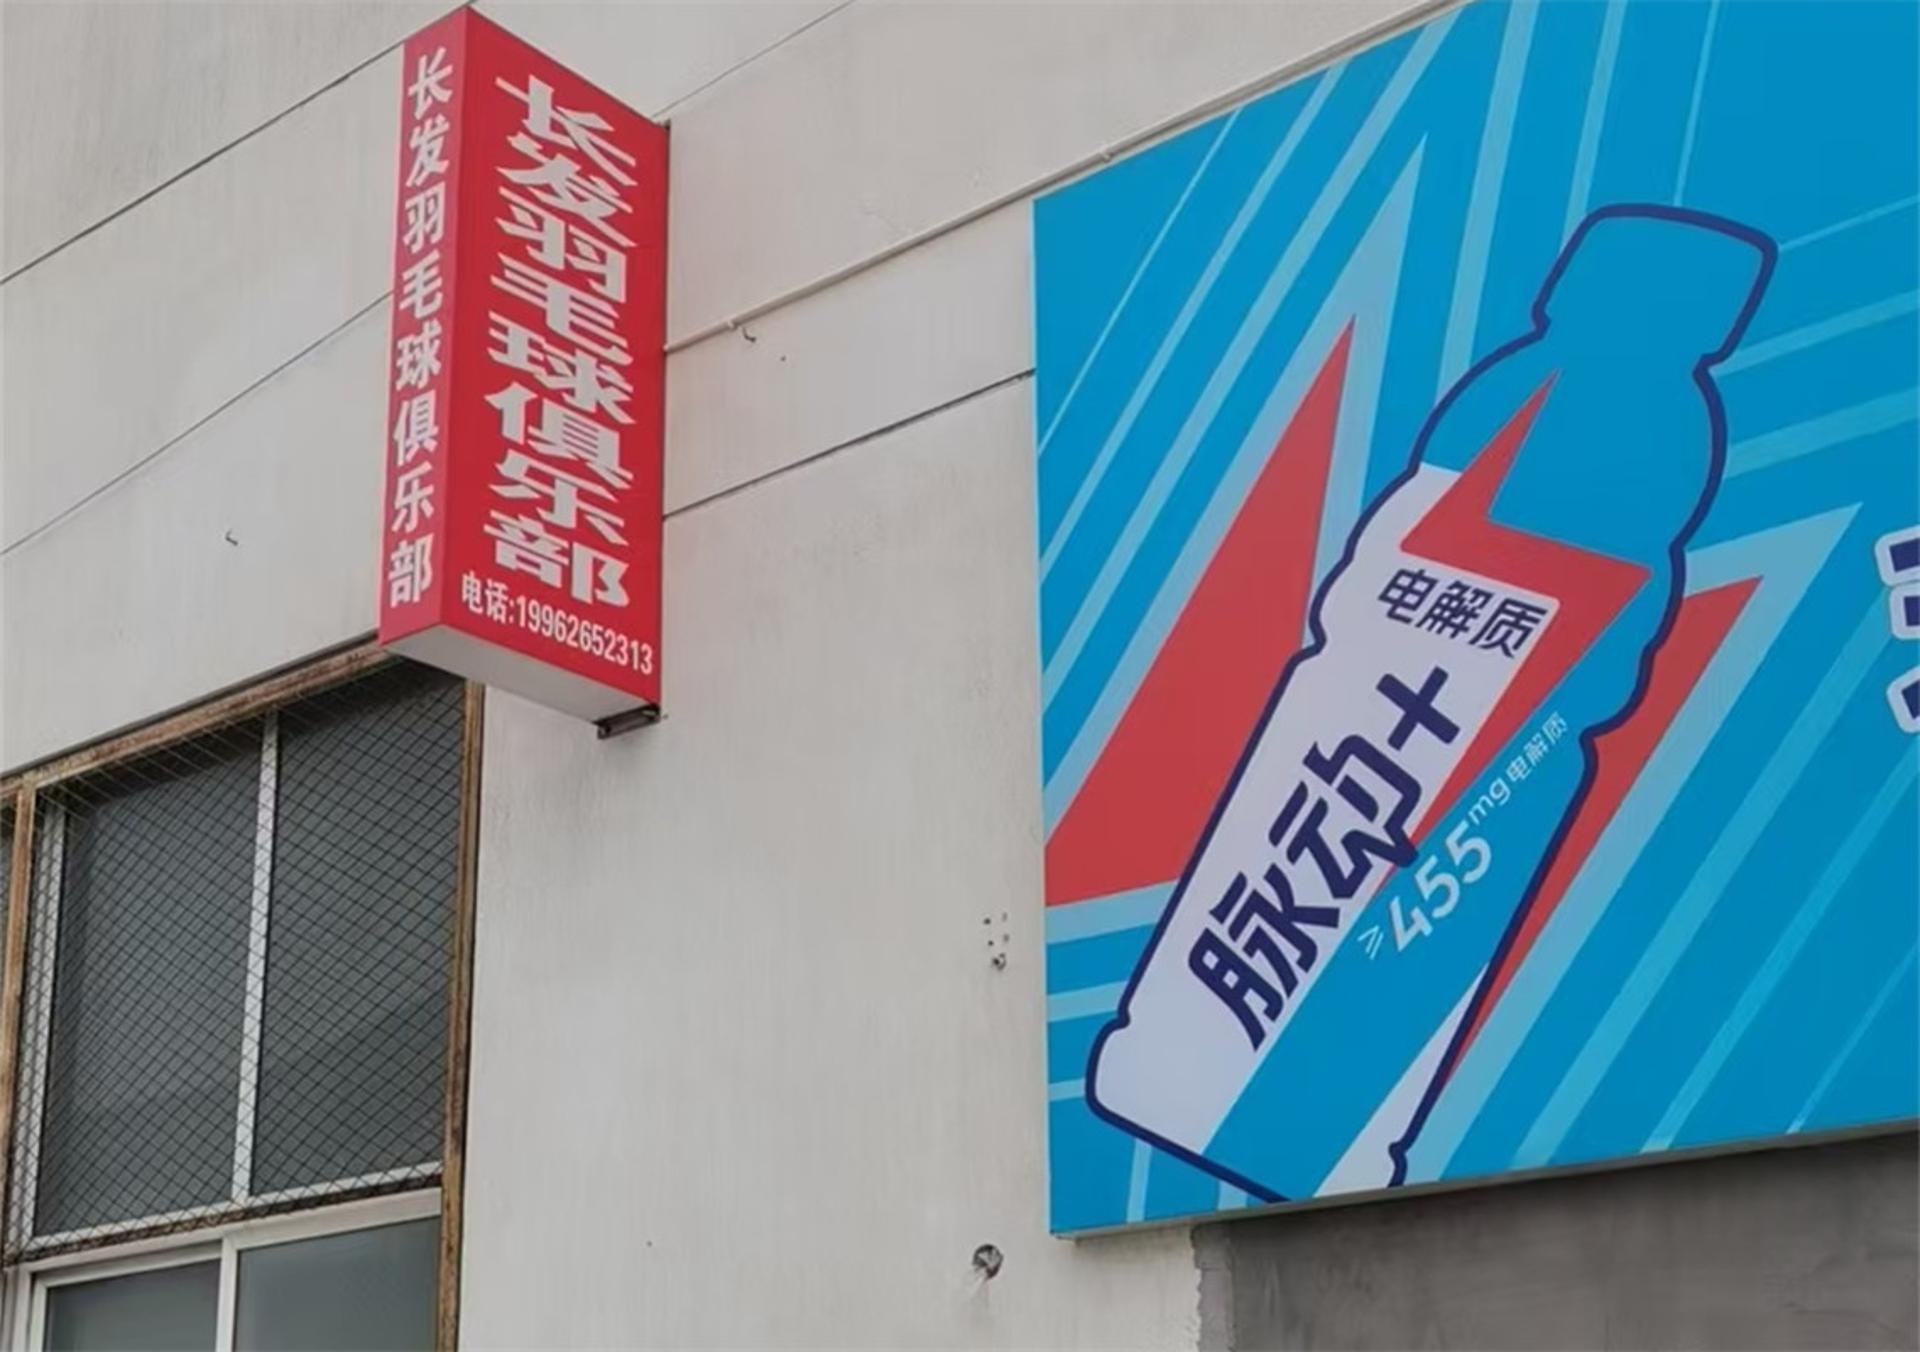 长发羽毛球俱乐部
长发羽毛球俱乐部
电话:19962652313
电解质
脉动+
≥455mg电解质